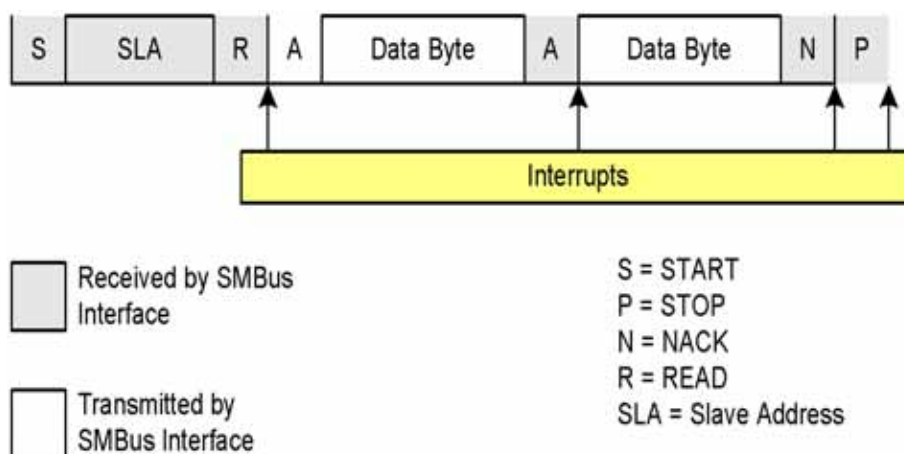 S SLA R A Data Byte A Data Byte N P
Interrupts
Received by SMBus
Interface
Transmitted by
SMBus Interface
S = START
P = STOP
N = NACK
R = READ
SLA = Slave Address